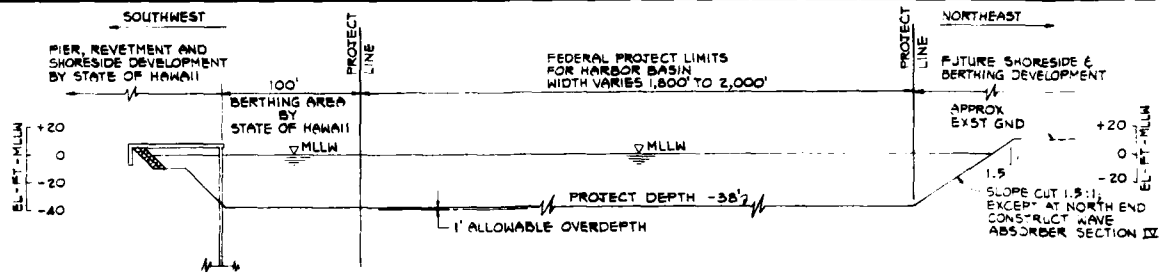 SOUTHWEST
PIER, REVETMENT AND
SHORESIDE DEVELOPMENT
BY STATE OF HAWAII
100'
BERTHING AREA
BY
STATE OF HAWAII
PROJECT
LINE
FEDERAL PROJECT LIMITS
FOR HARBOR BASIN
WIDTH VARIES 1,800' TO 2,000'
PROJECT
LINE
NORTHEAST
FUTURE SHORESIDE &
BERTHING DEVELOPMENT
APPROX
EXST GND
EL-FT-MLLW
+20
0
-20
-40
MLLW
MLLW
PROJECT DEPTH -38'
1' ALLOWABLE OVERDEPTH
1
1.5
SLOPE CUT 1.5:1,
EXCEPT AT NORTH END
CONSTRUCT WAVE
ABSORBER SECTION IV
+20
0
-20
EL-FT-MLLW